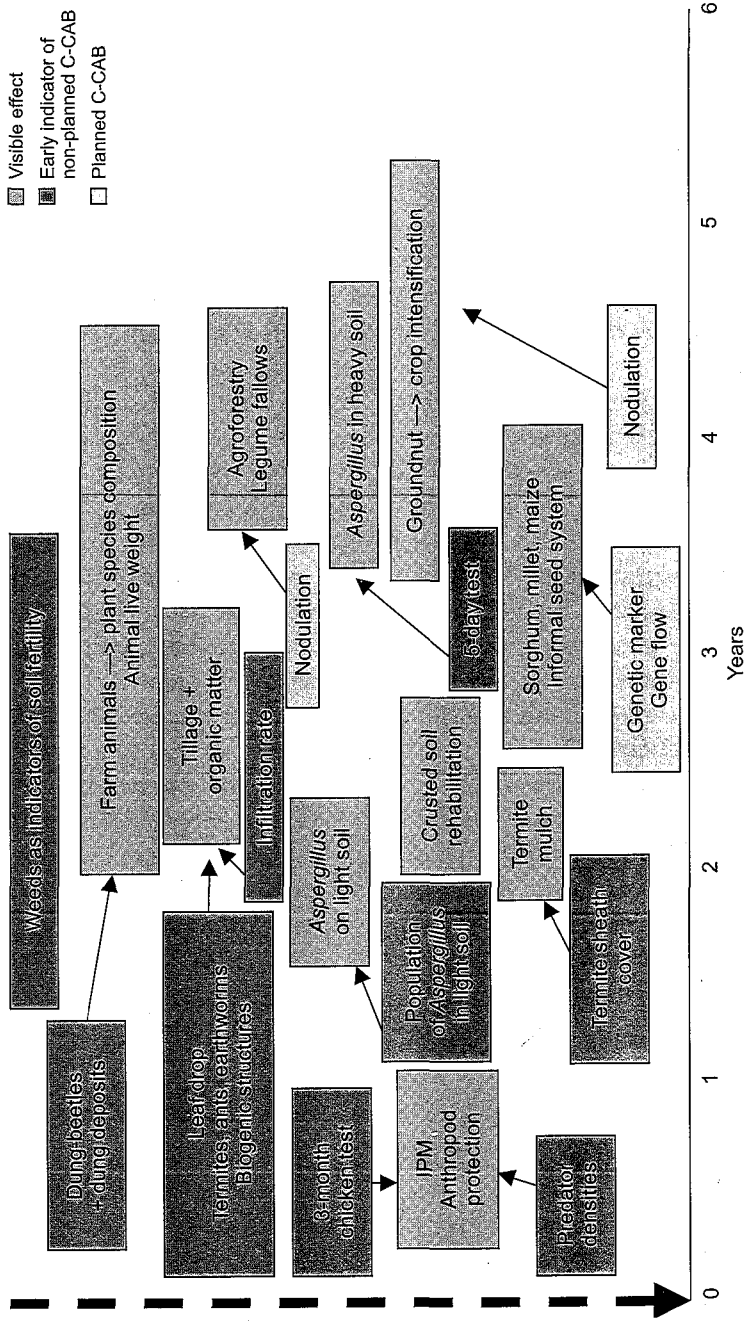 Visible effect
Early indicator of
non-planned C-CAB
Planned C-CAB
Weeds as indicators of soil fertility
Dung beetles
+ dung deposits
Farm animals —> plant species composition
Animal live weight
Leaf drop
Termites, ants, earthworms
Biogenic structures
Tillage +
organic matter
Infiltration rate
Nodulation
Agroforestry
Legume fallows
3-month
chicken test
Aspergillus
on light soil
Aspergillus in heavy soil
IPM
Anthropod
protection
Population
of Aspergillus
in light soil
Crusted soil
rehabilitation
Groundnut —> crop intensification
5-day test
Predator
densities
Termite sheath
cover
Termite
mulch
Sorghum, millet, maize
Informal seed system
Genetic marker
Gene flow
Nodulation
0
1
2
3
4
5
6
Years